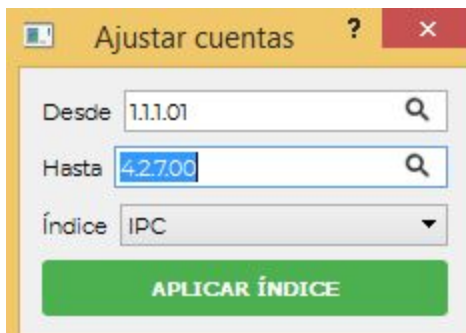 Ajustar cuentas ? ×
Desde 1.1.1.01
Hasta 4.2.7.00
Índice IPC
APLICAR ÍNDICE